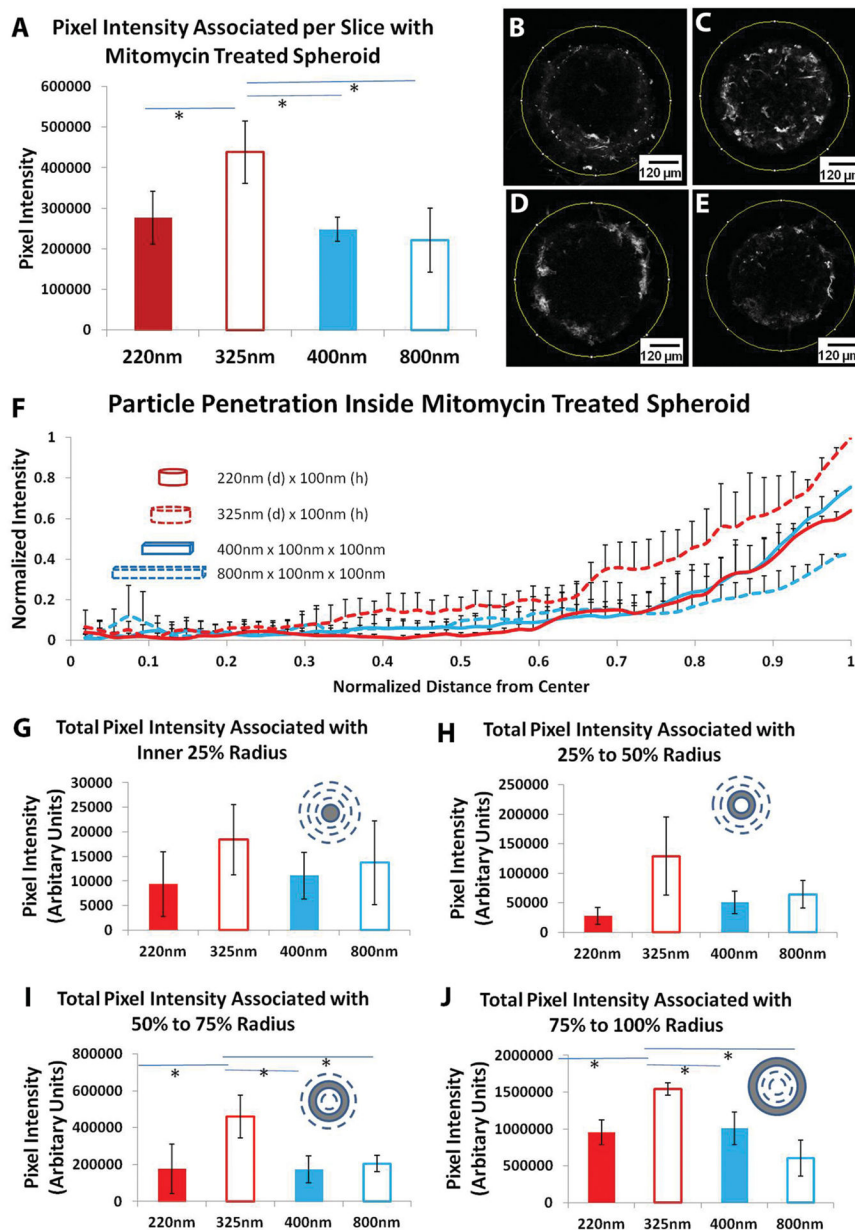 A
Pixel Intensity Associated per Slice with
Mitomycin Treated Spheroid
Pixel Intensity
600000
500000
400000
300000
200000
100000
0
*
*
*
220nm 325nm 400nm 800nm
B
120 µm
C
120 µm
D
120 µm
E
120 µm
F
Particle Penetration Inside Mitomycin Treated Spheroid
Normalized Intensity
1
0.8
0.6
0.4
0.2
0
220nm (d) x 100nm (h)
325nm (d) x 100nm (h)
400nm x 100nm x 100nm
800nm x 100nm x 100nm
0 0.1 0.2 0.3 0.4 0.5 0.6 0.7 0.8 0.9 1
Normalized Distance from Center
G
Total Pixel Intensity Associated with
Inner 25% Radius
Pixel Intensity
(Arbitary Units)
30000
25000
20000
15000
10000
5000
0
220nm 325nm 400nm 800nm
H
Total Pixel Intensity Associated with
25% to 50% Radius
Pixel Intensity
(Arbitary Units)
250000
200000
150000
100000
50000
0
220nm 325nm 400nm 800nm
I
Total Pixel Intensity Associated with
50% to 75% Radius
Pixel Intensity
(Arbitary Units)
800000
600000
400000
200000
0
*
*
*
220nm 325nm 400nm 800nm
J
Total Pixel Intensity Associated with
75% to 100% Radius
Pixel Intensity
(Arbitary Units)
2000000
1500000
1000000
500000
0
*
*
*
220nm 325nm 400nm 800nm